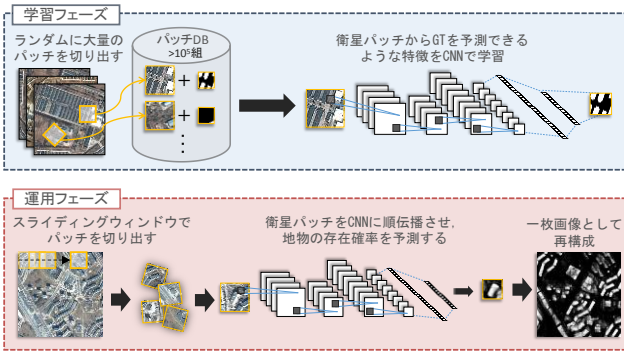 学習フェーズ
ランダムに大量の
パッチを切り出す
パッチDB
>10⁵組
衛星パッチからGTを予測できる
ような特徴をCNNで学習
+
+
⋮
運用フェーズ
スライディングウィンドウで
パッチを切り出す
衛星パッチをCNNに順伝播させ,
地物の存在確率を予測する
一枚画像として
再構成